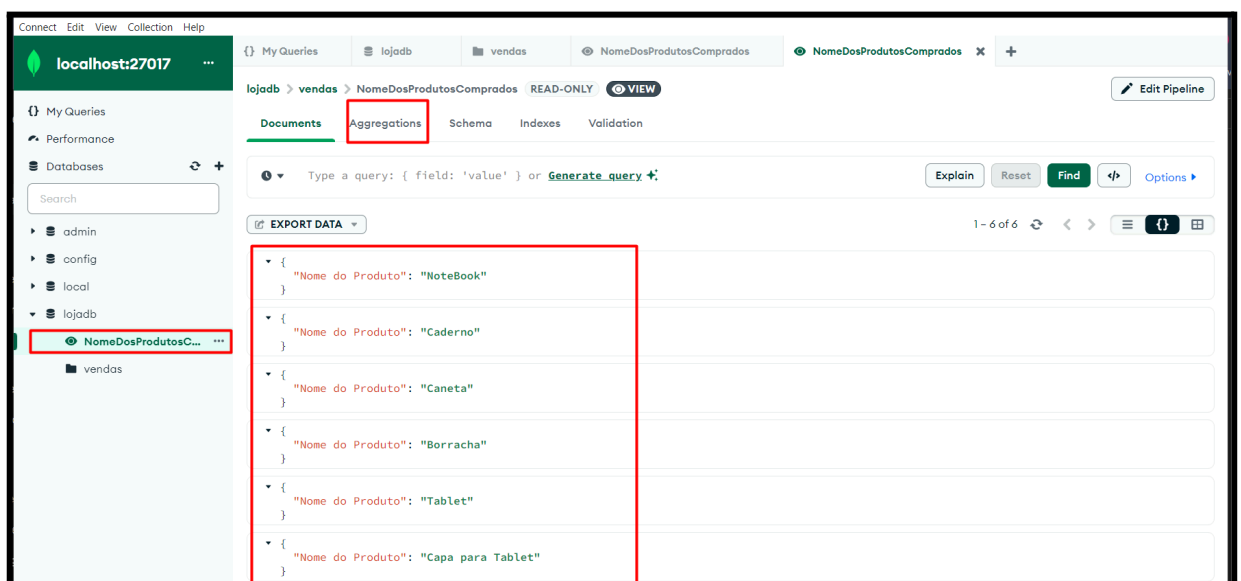 Connect Edit View Collection Help
localhost:27017 ...
{} My Queries
Performance
Databases
Search
admin
config
local
lojadb
NomeDosProdutosC... ...
vendas
{} My Queries lojadb vendas NomeDosProdutosComprados NomeDosProdutosComprados
lojadb > vendas > NomeDosProdutosComprados READ-ONLY VIEW Edit Pipeline
Documents Aggregations Schema Indexes Validation
Type a query: { field: 'value' } or Generate query
Explain Reset Find </> Options
EXPORT DATA 1 – 6 of 6 {}
{
"Nome do Produto": "NoteBook"
}
{
"Nome do Produto": "Caderno"
}
{
"Nome do Produto": "Caneta"
}
{
"Nome do Produto": "Borracha"
}
{
"Nome do Produto": "Tablet"
}
{
"Nome do Produto": "Capa para Tablet"
}